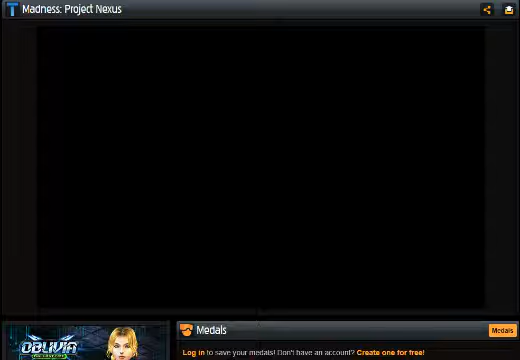 T Madness: Project Nexus
OBLIVIA
Medals
Medals
Log in to save your medals! Don't have an account? Create one for free!